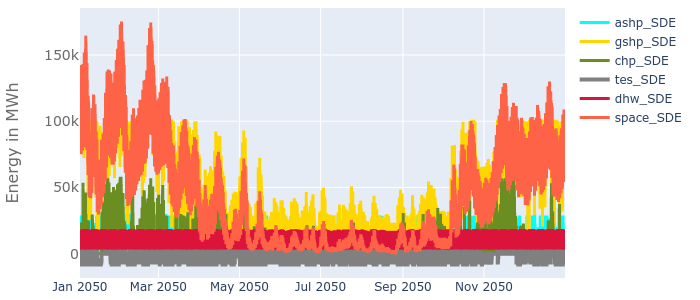 Energy in MWh
150k
100k
50k
0
Jan 2050
Mar 2050
May 2050
Jul 2050
Sep 2050
Nov 2050
ashp_SDE
gshp_SDE
chp_SDE
tes_SDE
dhw_SDE
space_SDE